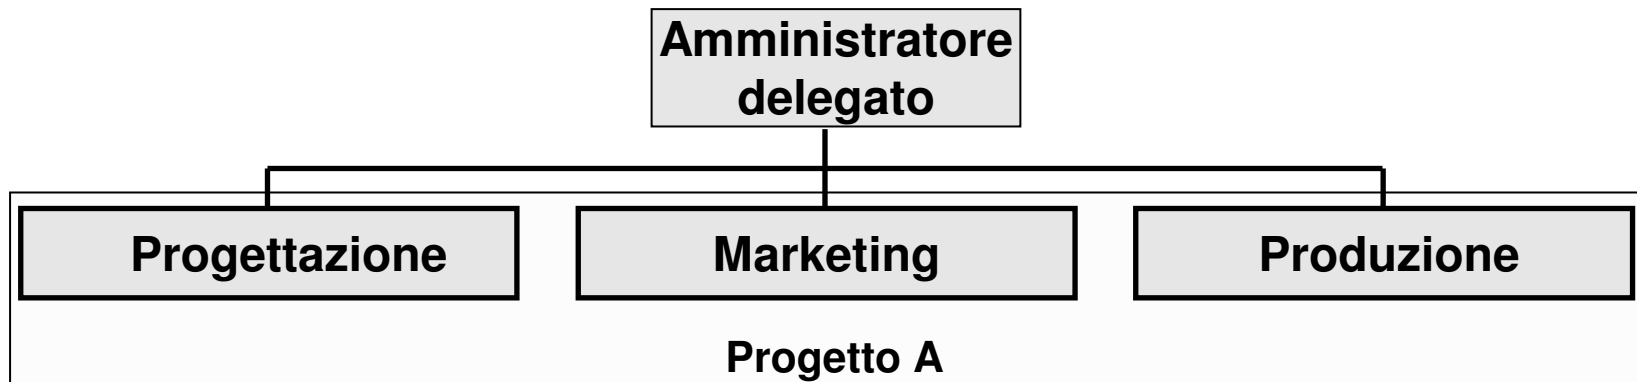 Amministratore
delegato
Progettazione
Marketing
Produzione
Progetto A